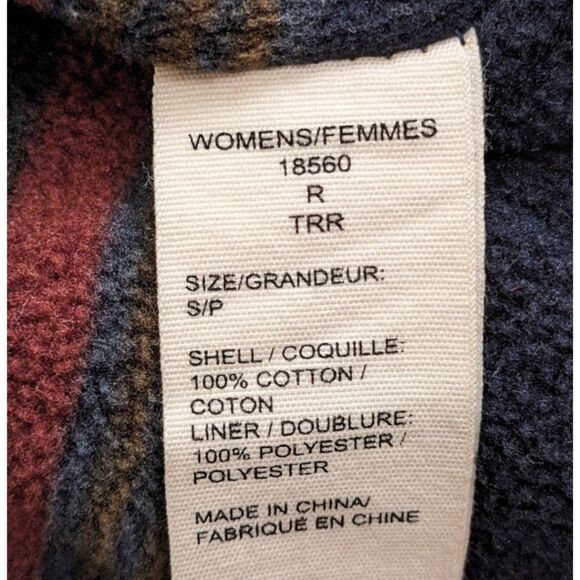 WOMENS/FEMMES
18560
R
TRR
SIZE/GRANDEUR:
S/P
SHELL / COQUILLE:
100% COTTON /
COTON
LINER / DOUBLURE:
100% POLYESTER /
POLYESTER
MADE IN CHINA/
FABRIQUÉ EN CHINE